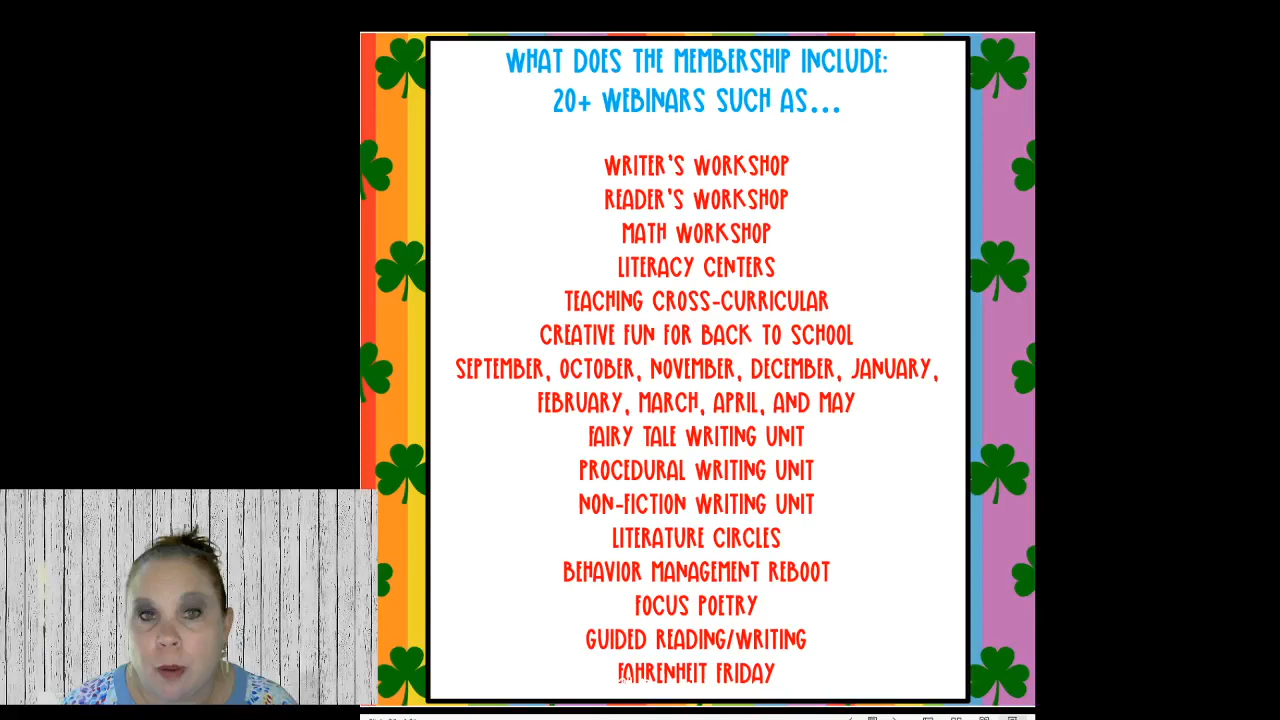 WHAT DOES THE MEMBERSHIP INCLUDE:
20+ WEBINARS SUCH AS...
WRITER'S WORKSHOP
READER'S WORKSHOP
MATH WORKSHOP
LITERACY CENTERS
TEACHING CROSS-CURRICULAR
CREATIVE FUN FOR BACK TO SCHOOL
SEPTEMBER, OCTOBER, NOVEMBER, DECEMBER, JANUARY,
FEBRUARY, MARCH, APRIL, AND MAY
FAIRY TALE WRITING UNIT
PROCEDURAL WRITING UNIT
NON-FICTION WRITING UNIT
LITERATURE CIRCLES
BEHAVIOR MANAGEMENT REBOOT
FOCUS POETRY
GUIDED READING/WRITING
FAHRENHEIT FRIDAY